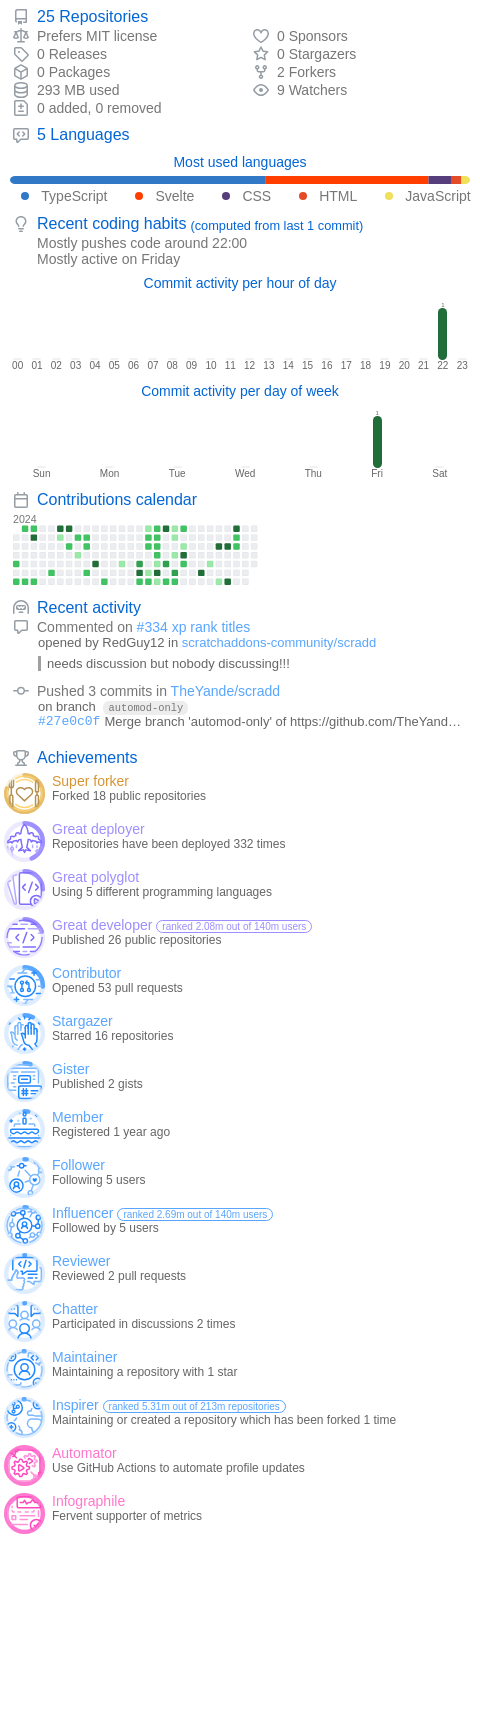 25 Repositories
Prefers MIT license
0 Sponsors
0 Releases
0 Stargazers
0 Packages
2 Forkers
293 MB used
9 Watchers
0 added, 0 removed
5 Languages
Most used languages
TypeScript Svelte CSS HTML JavaScript
Recent coding habits (computed from last 1 commit)
Mostly pushes code around 22:00
Mostly active on Friday
Commit activity per hour of day
1
00 01 02 03 04 05 06 07 08 09 10 11 12 13 14 15 16 17 18 19 20 21 22 23
Commit activity per day of week
1
Sun Mon Tue Wed Thu Fri Sat
Contributions calendar
2024
Recent activity
Commented on #334 xp rank titles
opened by RedGuy12 in scratchaddons-community/scradd
needs discussion but nobody discussing!!!
Pushed 3 commits in TheYande/scradd
on branch automod-only
#27e0c0f Merge branch 'automod-only' of https://github.com/TheYand…
Achievements
Super forker
Forked 18 public repositories
Great deployer
Repositories have been deployed 332 times
Great polyglot
Using 5 different programming languages
Great developer ranked 2.08m out of 140m users
Published 26 public repositories
Contributor
Opened 53 pull requests
Stargazer
Starred 16 repositories
Gister
Published 2 gists
Member
Registered 1 year ago
Follower
Following 5 users
Influencer ranked 2.69m out of 140m users
Followed by 5 users
Reviewer
Reviewed 2 pull requests
Chatter
Participated in discussions 2 times
Maintainer
Maintaining a repository with 1 star
Inspirer ranked 5.31m out of 213m repositories
Maintaining or created a repository which has been forked 1 time
Automator
Use GitHub Actions to automate profile updates
Infographile
Fervent supporter of metrics